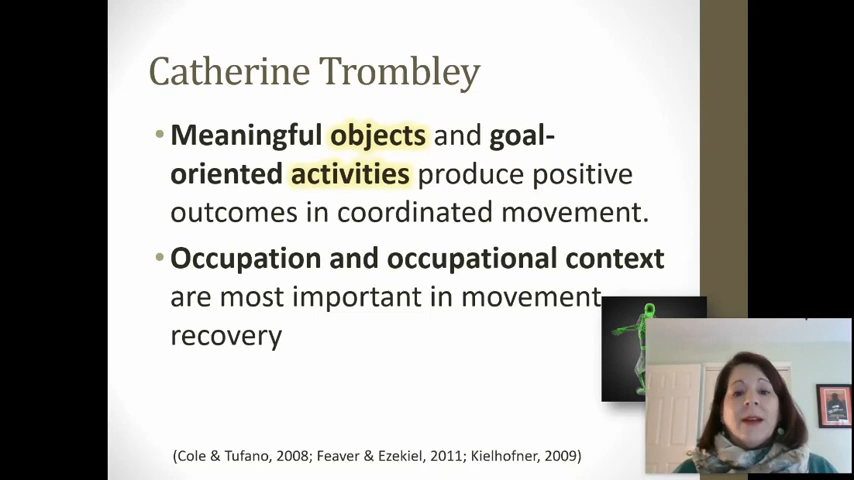 Catherine Trombley
• Meaningful objects and goal-
oriented activities produce positive
outcomes in coordinated movement.
• Occupation and occupational context
are most important in movement
recovery
(Cole & Tufano, 2008; Feaver & Ezekiel, 2011; Kielhofner, 2009)